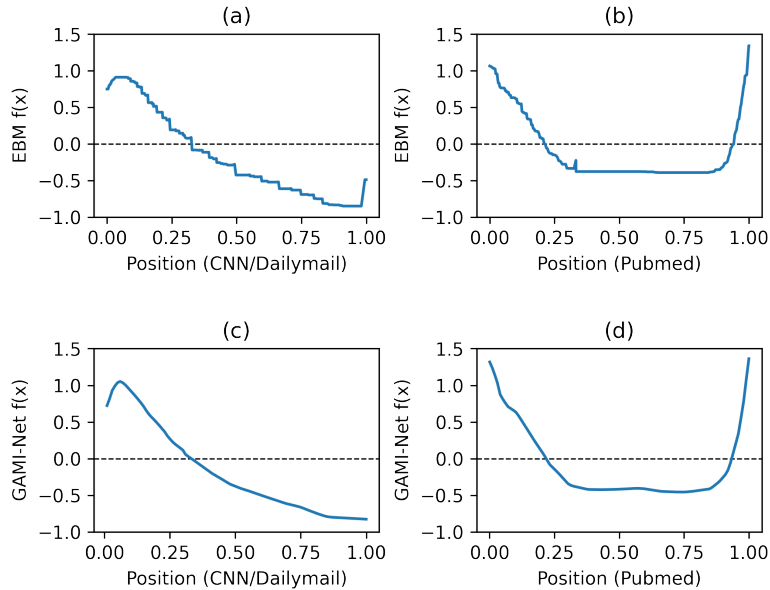 (a)
EBM f(x)
1.5
1.0
0.5
0.0
−0.5
−1.0
0.00 0.25 0.50 0.75 1.00
Position (CNN/Dailymail)
(b)
EBM f(x)
1.5
1.0
0.5
0.0
−0.5
−1.0
0.00 0.25 0.50 0.75 1.00
Position (Pubmed)
(c)
GAMI-Net f(x)
1.5
1.0
0.5
0.0
−0.5
−1.0
0.00 0.25 0.50 0.75 1.00
Position (CNN/Dailymail)
(d)
GAMI-Net f(x)
1.5
1.0
0.5
0.0
−0.5
−1.0
0.00 0.25 0.50 0.75 1.00
Position (Pubmed)